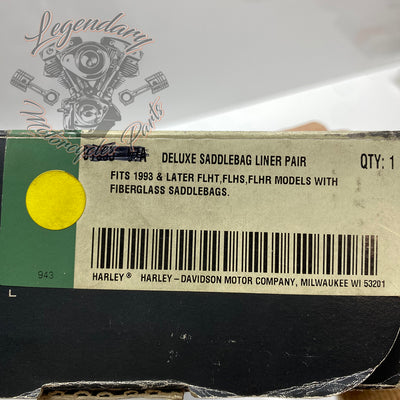 Legendary
Motorcycles Parts
DELUXE SADDLEBAG LINER PAIR QTY: 1
FITS 1993 & LATER FLHT,FLHS,FLHR MODELS WITH
FIBERGLASS SADDLEBAGS.
943
HARLEY® HARLEY-DAVIDSON MOTOR COMPANY, MILWAUKEE WI 53201
L